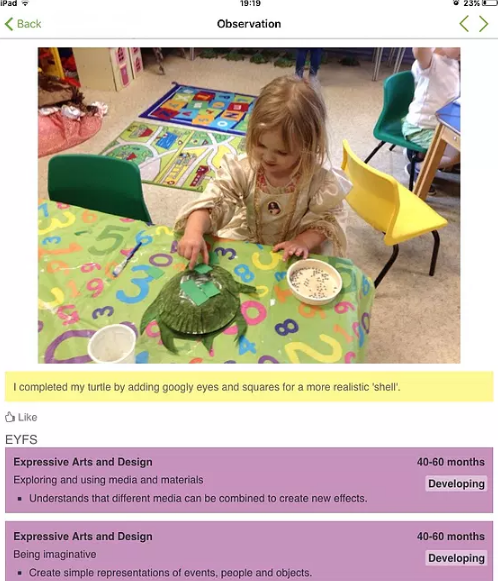 iPad
19:19
23%
Back
Observation
I completed my turtle by adding googly eyes and squares for a more realistic 'shell'.
Like
EYFS
Expressive Arts and Design
40-60 months
Exploring and using media and materials
Developing
Understands that different media can be combined to create new effects.
Expressive Arts and Design
40-60 months
Being imaginative
Developing
Create simple representations of events, people and objects.